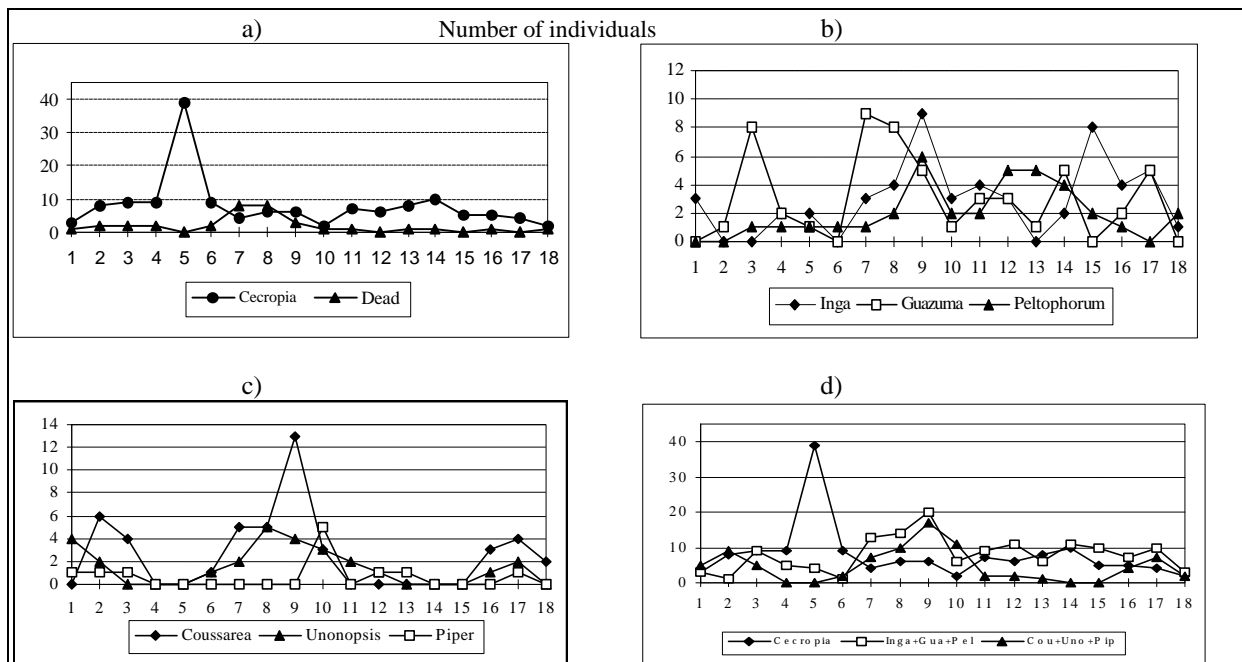 a) Number of individuals b)
40
30
20
10
0
1 2 3 4 5 6 7 8 9 10 11 12 13 14 15 16 17 18
Cecropia Dead
12
10
8
6
4
2
0
1 2 3 4 5 6 7 8 9 10 11 12 13 14 15 16 17 18
Inga Guazuma Peltophorum
c) d)
14
12
10
8
6
4
2
0
1 2 3 4 5 6 7 8 9 10 11 12 13 14 15 16 17 18
Coussarea Unonopsis Piper
40
30
20
10
0
1 2 3 4 5 6 7 8 9 10 11 12 13 14 15 16 17 18
Cecropia Inga+Gua+Pel Cou+Uno+Pip